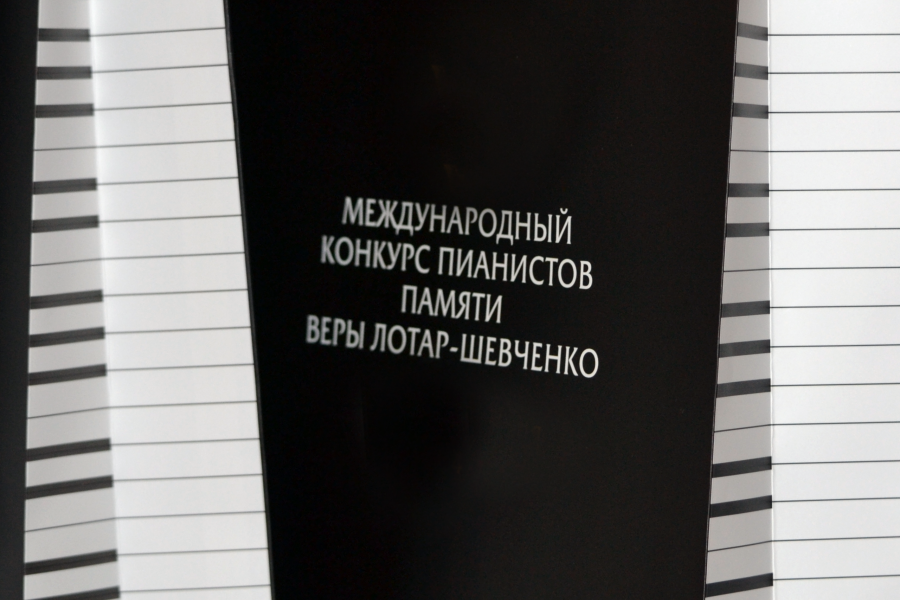 МЕЖДУНАРОДНЫЙ
КОНКУРС ПИАНИСТОВ
ПАМЯТИ
ВЕРЫ ЛОТАР-ШЕВЧЕНКО